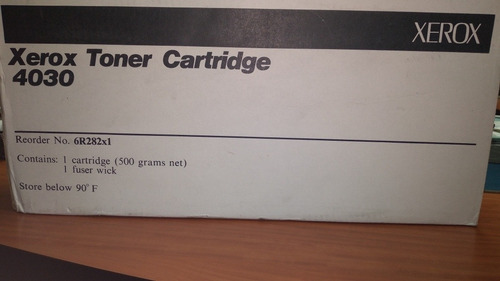 XEROX
Xerox Toner Cartridge
4030
Reorder No. 6R282x1
Contains: 1 cartridge (500 grams net)
1 fuser wick
Store below 90° F